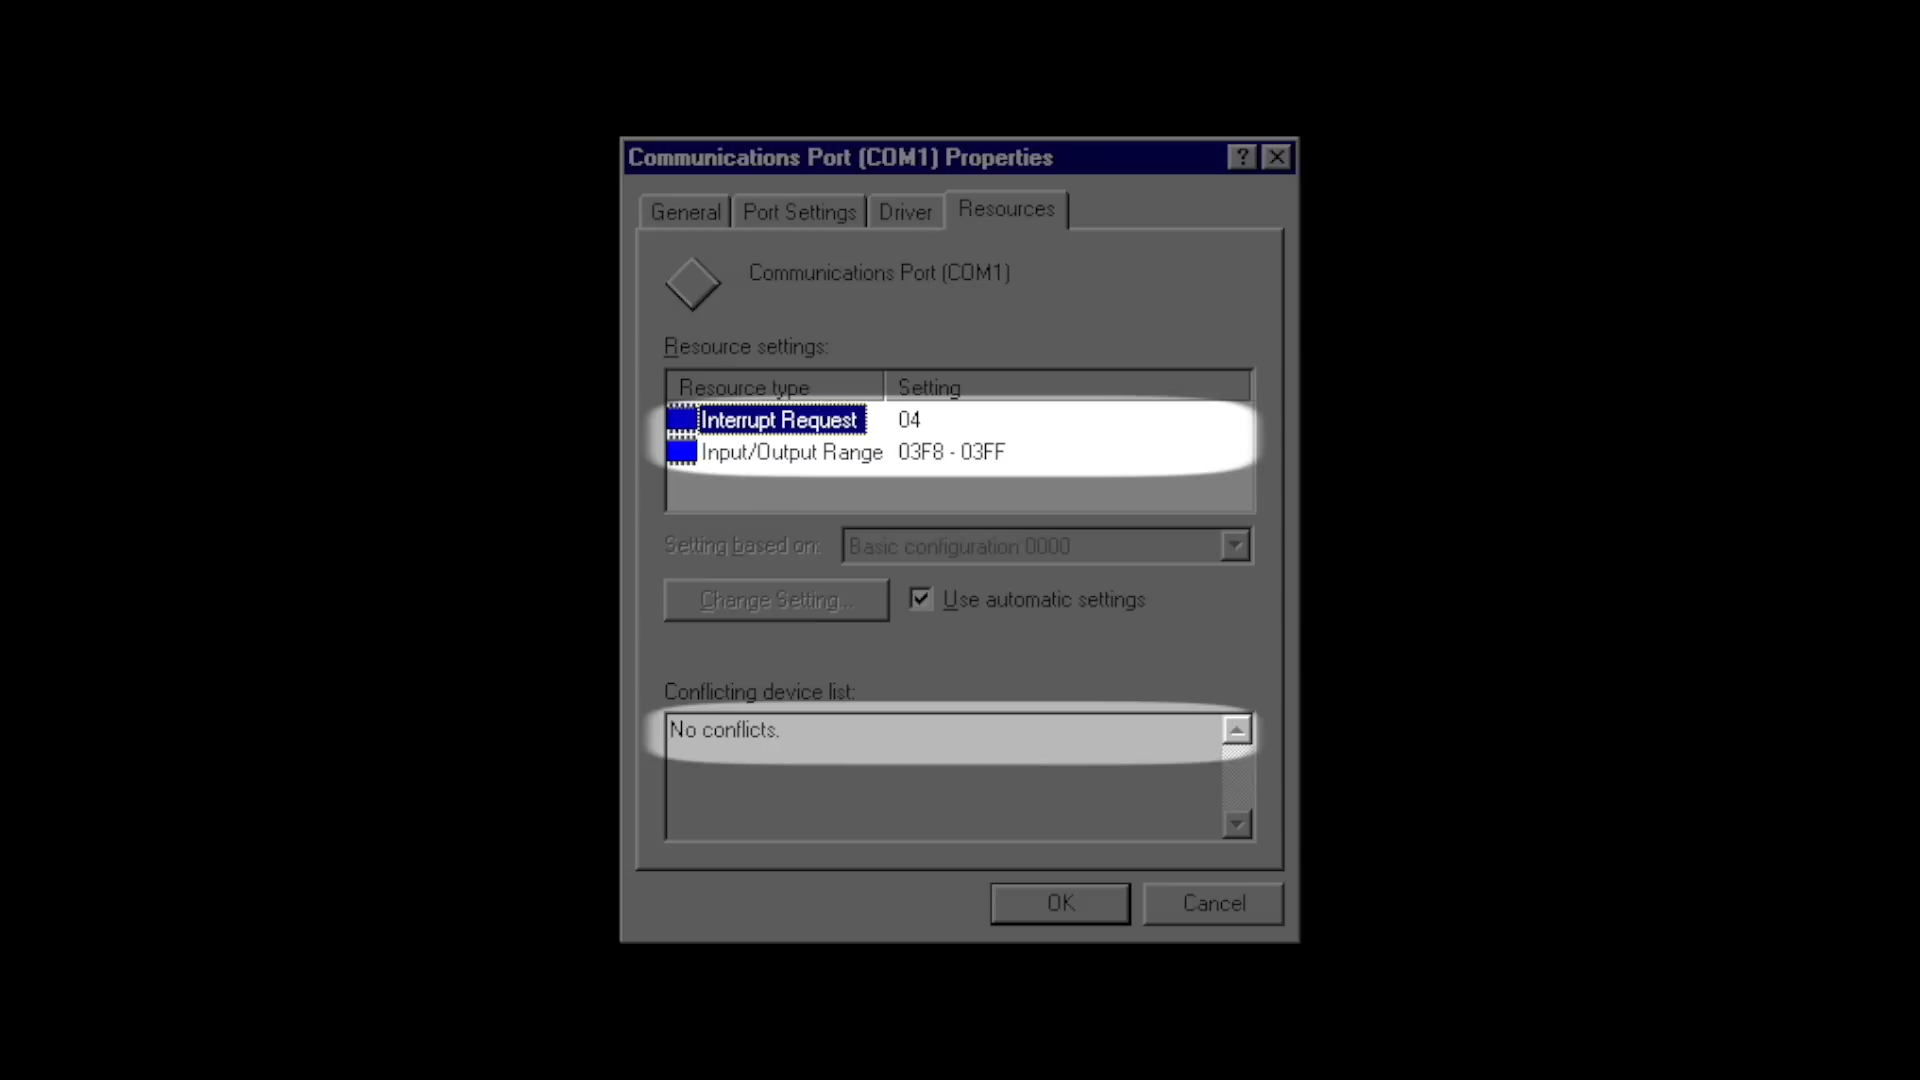 Communications Port (COM1) Properties
General Port Settings Driver Resources
Communications Port (COM1)
Resource settings:
Resource type Setting
Interrupt Request 04
Input/Output Range 03F8 - 03FF
Setting based on: Basic configuration 0000
Change Setting... Use automatic settings
Conflicting device list:
No conflicts.
OK Cancel